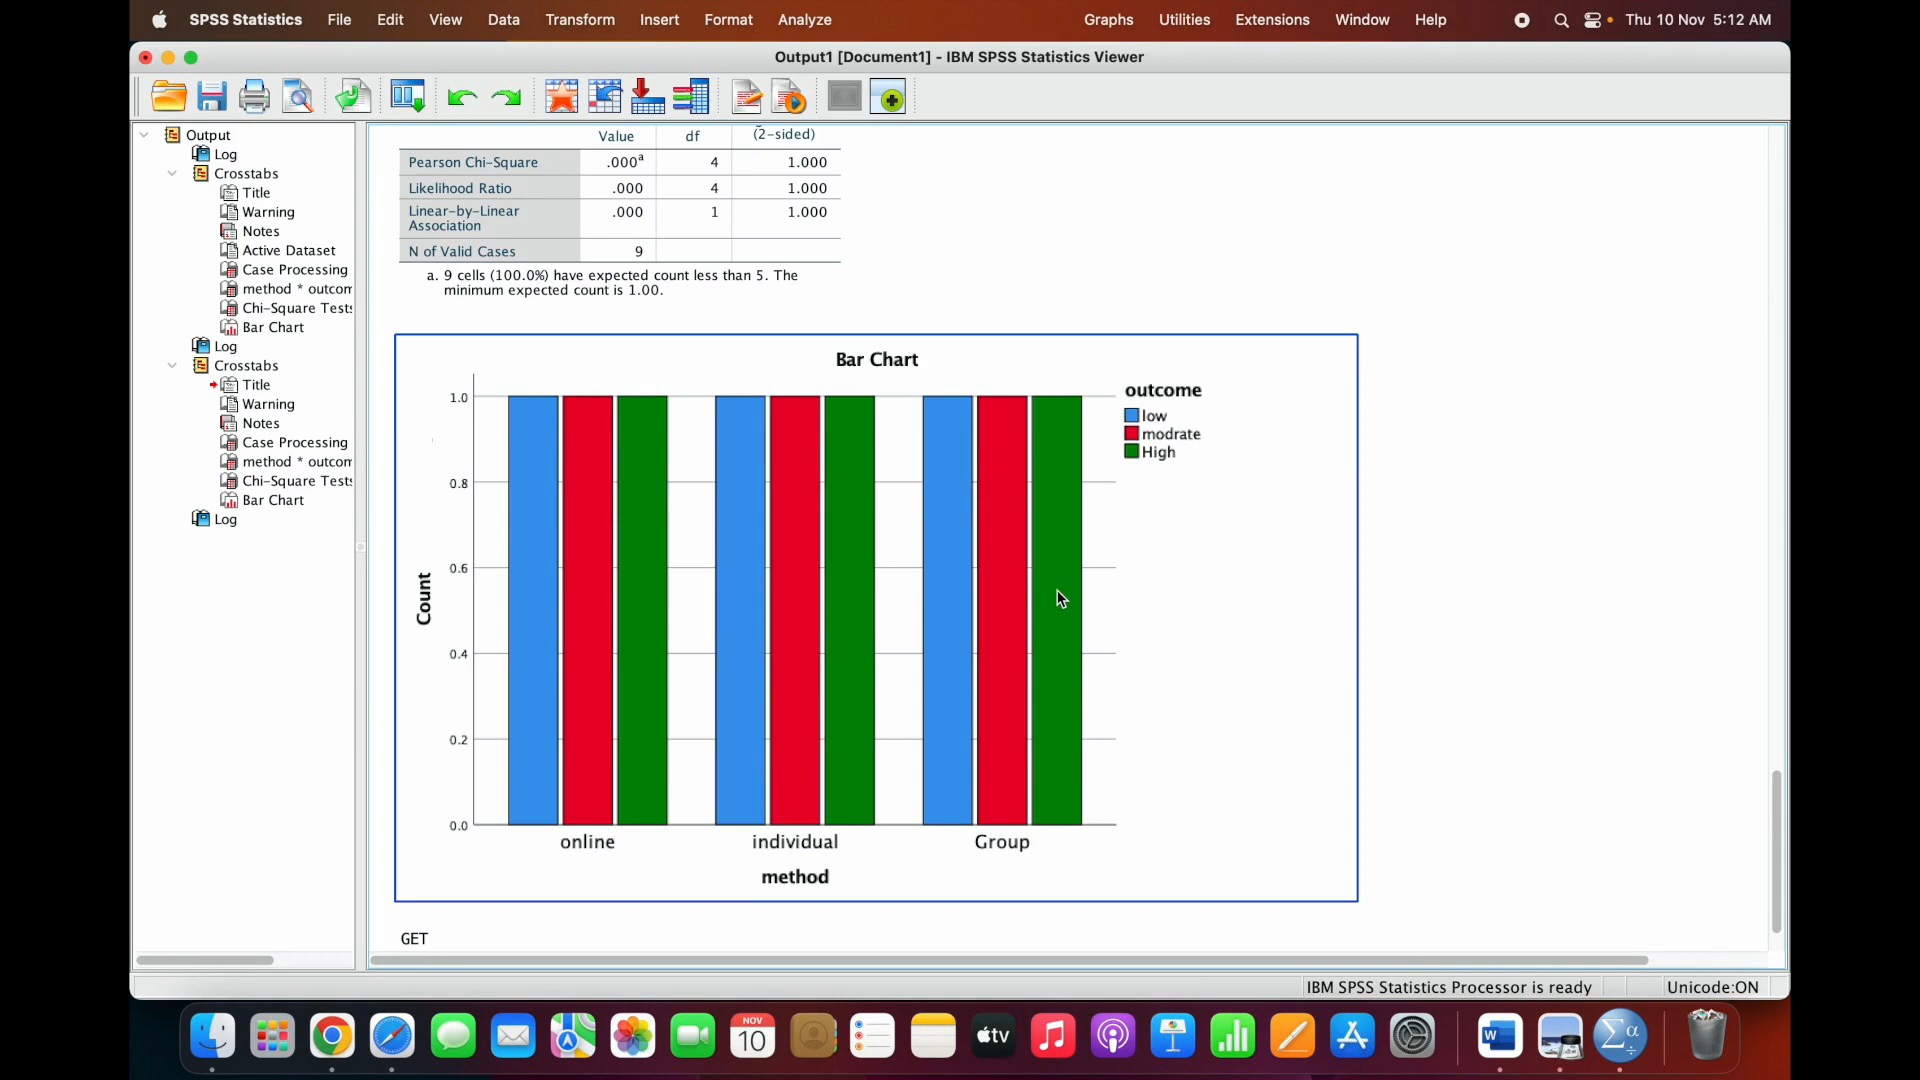 SPSS Statistics File Edit View Data Transform Insert Format Analyze Graphs Utilities Extensions Window Help Thu 10 Nov 5:12 AM
Output1 [Document1] - IBM SPSS Statistics Viewer
Output
Log
Crosstabs
Title
Warning
Notes
Active Dataset
Case Processing
method * outcom
Chi-Square Tests
Bar Chart
Log
Crosstabs
Title
Warning
Notes
Case Processing
method * outcom
Chi-Square Tests
Bar Chart
Log
Value df (2-sided)
Pearson Chi-Square .000a 4 1.000
Likelihood Ratio .000 4 1.000
Linear-by-Linear
Association .000 1 1.000
N of Valid Cases 9
a. 9 cells (100.0%) have expected count less than 5. The
minimum expected count is 1.00.
Bar Chart
outcome
low
modrate
High
1.0
0.8
0.6
0.4
0.2
0.0
Count
online individual Group
method
GET
IBM SPSS Statistics Processor is ready Unicode:ON
NOV
10
tv
W
Σα